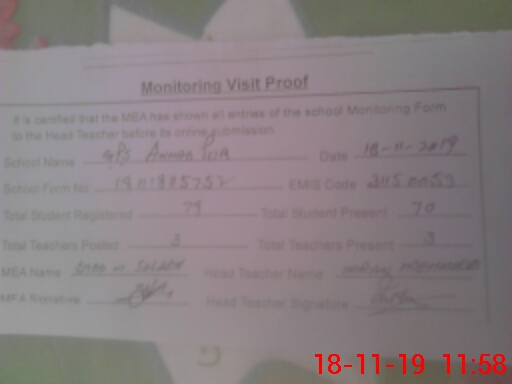 Monitoring Visit Proof
It is certified that the MEA has shown all entries of the school Monitoring Form
to the Head Teacher before its online submission
School Name GPS Date 18-11-2019
School Form No EMIS Code
Total Student Registered 79 Total Student Present 70
Total Teachers Posted 3 Total Teachers Present 3
MEA Name Head Teacher Name
MEA Signature Head Teacher Signature
18-11-19 11:58